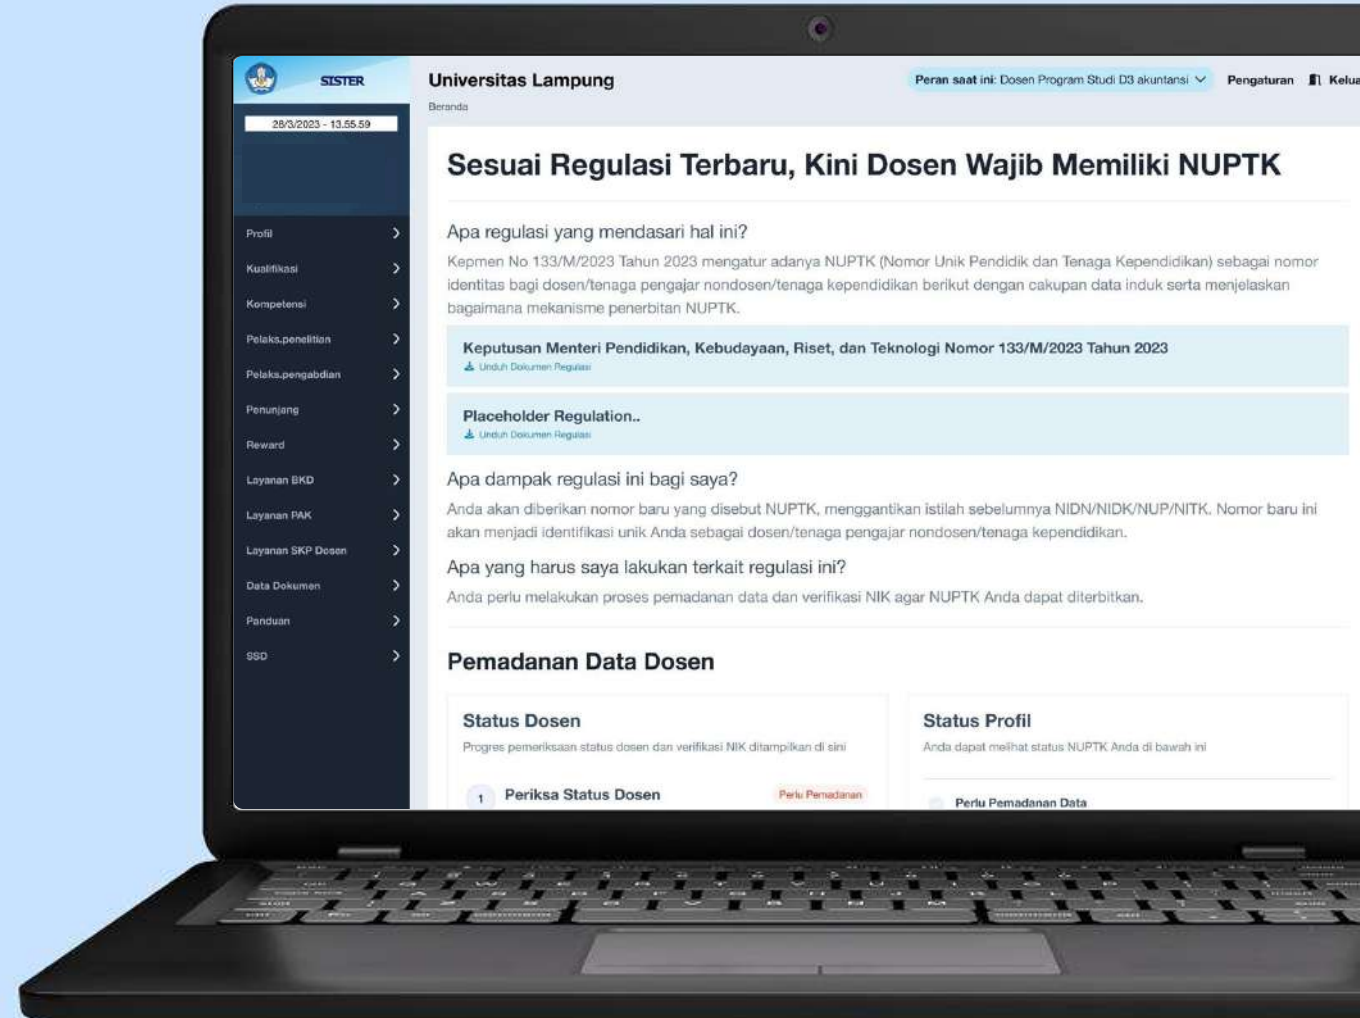 SISTER
Universitas Lampung
Peran saat ini: Dosen Program Studi D3 akuntansi
Pengaturan
Kelua
Beranda
28/3/2023 - 13.55.59
Profil
Kualifikasi
Kompetensi
Pelaks.penelitian
Pelaks.pengabdian
Penunjang
Reward
Layanan BKD
Layanan PAK
Layanan SKP Dosen
Data Dokumen
Panduan
SSD
Sesuai Regulasi Terbaru, Kini Dosen Wajib Memiliki NUPTK
Apa regulasi yang mendasari hal ini?
Kepmen No 133/M/2023 Tahun 2023 mengatur adanya NUPTK (Nomor Unik Pendidik dan Tenaga Kependidikan) sebagai nomor
identitas bagi dosen/tenaga pengajar nondosen/tenaga kependidikan berikut dengan cakupan data induk serta menjelaskan
bagaimana mekanisme penerbitan NUPTK.
Keputusan Menteri Pendidikan, Kebudayaan, Riset, dan Teknologi Nomor 133/M/2023 Tahun 2023
Unduh Dokumen Regulasi
Placeholder Regulation..
Unduh Dokumen Regulasi
Apa dampak regulasi ini bagi saya?
Anda akan diberikan nomor baru yang disebut NUPTK, menggantikan istilah sebelumnya NIDN/NIDK/NUP/NITK. Nomor baru ini
akan menjadi identifikasi unik Anda sebagai dosen/tenaga pengajar nondosen/tenaga kependidikan.
Apa yang harus saya lakukan terkait regulasi ini?
Anda perlu melakukan proses pemadanan data dan verifikasi NIK agar NUPTK Anda dapat diterbitkan.
Pemadanan Data Dosen
Status Dosen
Progres pemeriksaan status dosen dan verifikasi NIK ditampilkan di sini
1 Periksa Status Dosen
Perlu Pemadanan
Status Profil
Anda dapat melihat status NUPTK Anda di bawah ini
Perlu Pemadanan Data